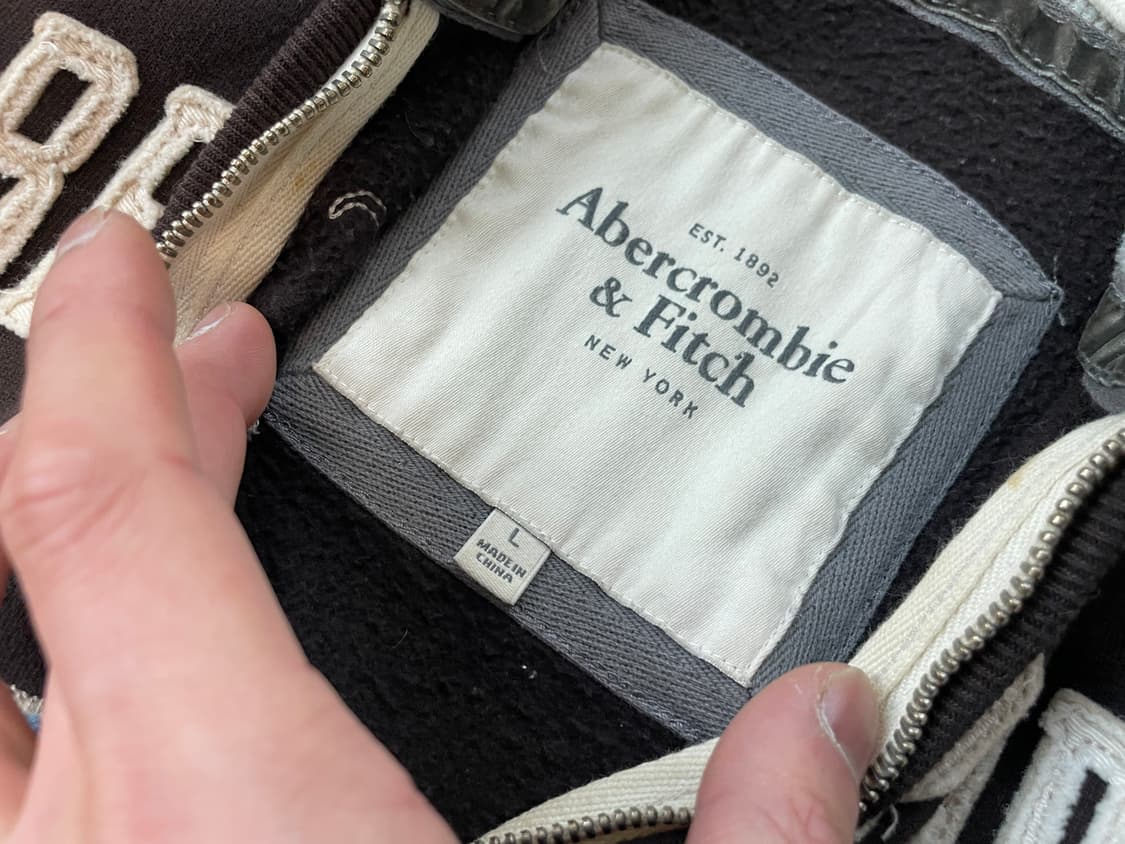 EST. 1892
Abercrombie
& Fitch
NEW YORK
L
MADE IN
CHINA